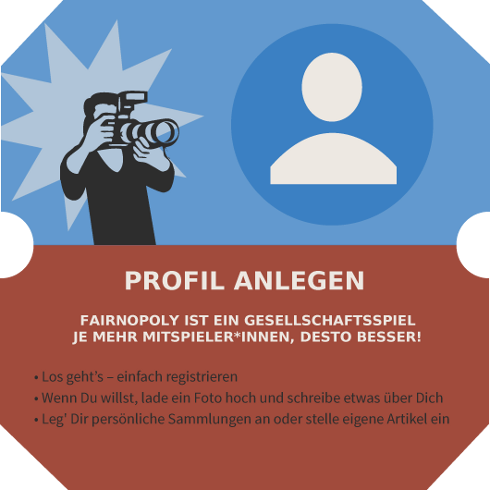 PROFIL ANLEGEN
FAIRNOPOLY IST EIN GESELLSCHAFTSSPIEL
JE MEHR MITSPIELER*INNEN, DESTO BESSER!
• Los geht’s – einfach registrieren
• Wenn Du willst, lade ein Foto hoch und schreibe etwas über Dich
• Leg’ Dir persönliche Sammlungen an oder stelle eigene Artikel ein